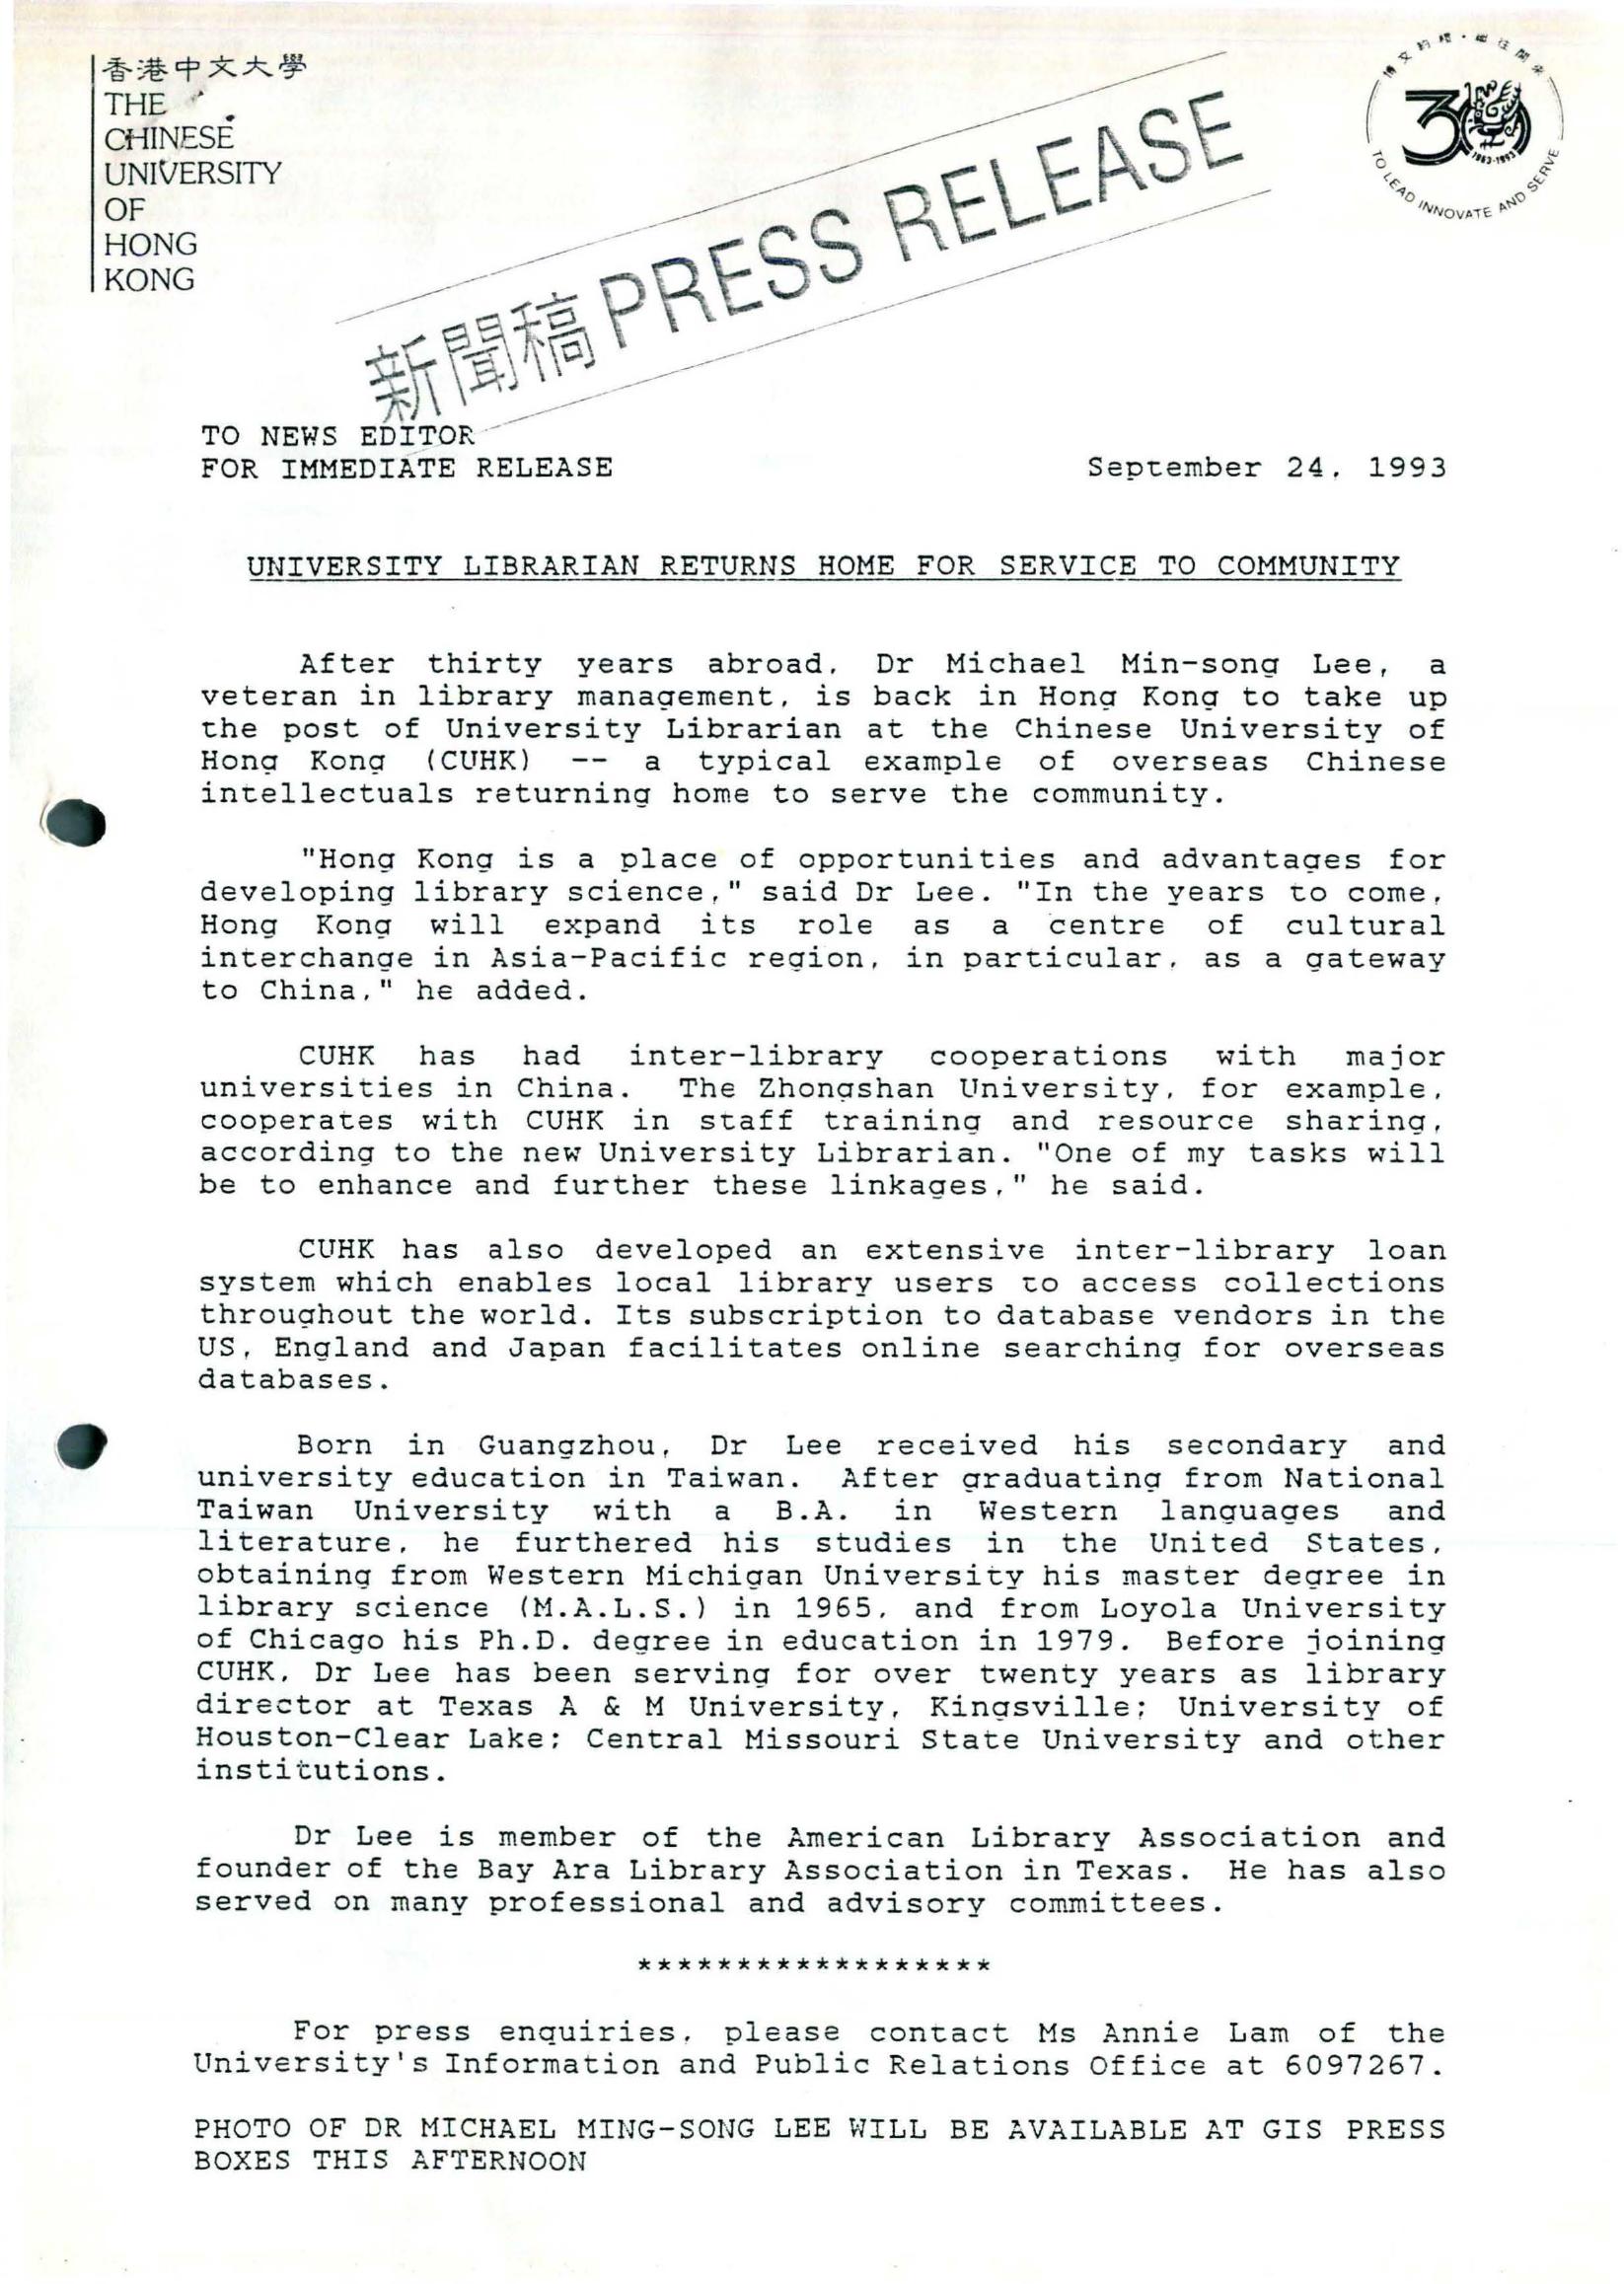 香港中文大學
THE
CHINESE
UNIVERSITY
OF
HONG
KONG
新聞稿 PRESS RELEASE
博文約禮·繼往開來
30
1963-1993
TO LEAD INNOVATE AND SERVE
TO NEWS EDITOR
FOR IMMEDIATE RELEASE September 24, 1993
UNIVERSITY LIBRARIAN RETURNS HOME FOR SERVICE TO COMMUNITY
After thirty years abroad, Dr Michael Min-song Lee, a
veteran in library management, is back in Hong Kong to take up
the post of University Librarian at the Chinese University of
Hong Kong (CUHK) -- a typical example of overseas Chinese
intellectuals returning home to serve the community.
"Hong Kong is a place of opportunities and advantages for
developing library science," said Dr Lee. "In the years to come,
Hong Kong will expand its role as a centre of cultural
interchange in Asia-Pacific region, in particular, as a gateway
to China," he added.
CUHK has had inter-library cooperations with major
universities in China. The Zhongshan University, for example,
cooperates with CUHK in staff training and resource sharing,
according to the new University Librarian. "One of my tasks will
be to enhance and further these linkages," he said.
CUHK has also developed an extensive inter-library loan
system which enables local library users to access collections
throughout the world. Its subscription to database vendors in the
US, England and Japan facilitates online searching for overseas
databases.
Born in Guangzhou, Dr Lee received his secondary and
university education in Taiwan. After graduating from National
Taiwan University with a B.A. in Western languages and
literature, he furthered his studies in the United States,
obtaining from Western Michigan University his master degree in
library science (M.A.L.S.) in 1965, and from Loyola University
of Chicago his Ph.D. degree in education in 1979. Before joining
CUHK, Dr Lee has been serving for over twenty years as library
director at Texas A & M University, Kingsville; University of
Houston-Clear Lake; Central Missouri State University and other
institutions.
Dr Lee is member of the American Library Association and
founder of the Bay Ara Library Association in Texas. He has also
served on many professional and advisory committees.
******************
For press enquiries, please contact Ms Annie Lam of the
University's Information and Public Relations Office at 6097267.
PHOTO OF DR MICHAEL MING-SONG LEE WILL BE AVAILABLE AT GIS PRESS
BOXES THIS AFTERNOON